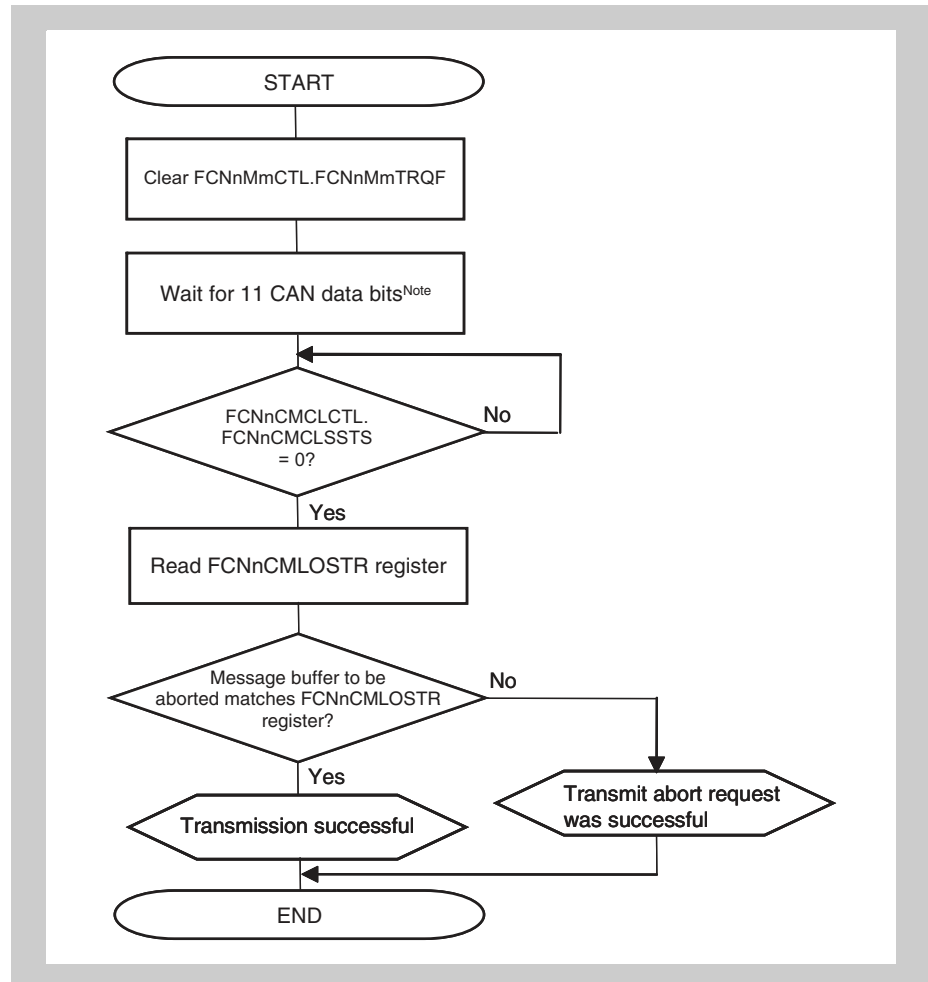 START
Clear FCNnMmCTL.FCNnMmTRQF
Wait for 11 CAN data bitsNote
FCNnCMCLCTL.
FCNnCMCLSSTS
= 0?
No
Yes
Read FCNnCMLOSTR register
Message buffer to be
aborted matches FCNnCMLOSTR
register?
No
Yes
Transmission successful
Transmit abort request
was successful
END